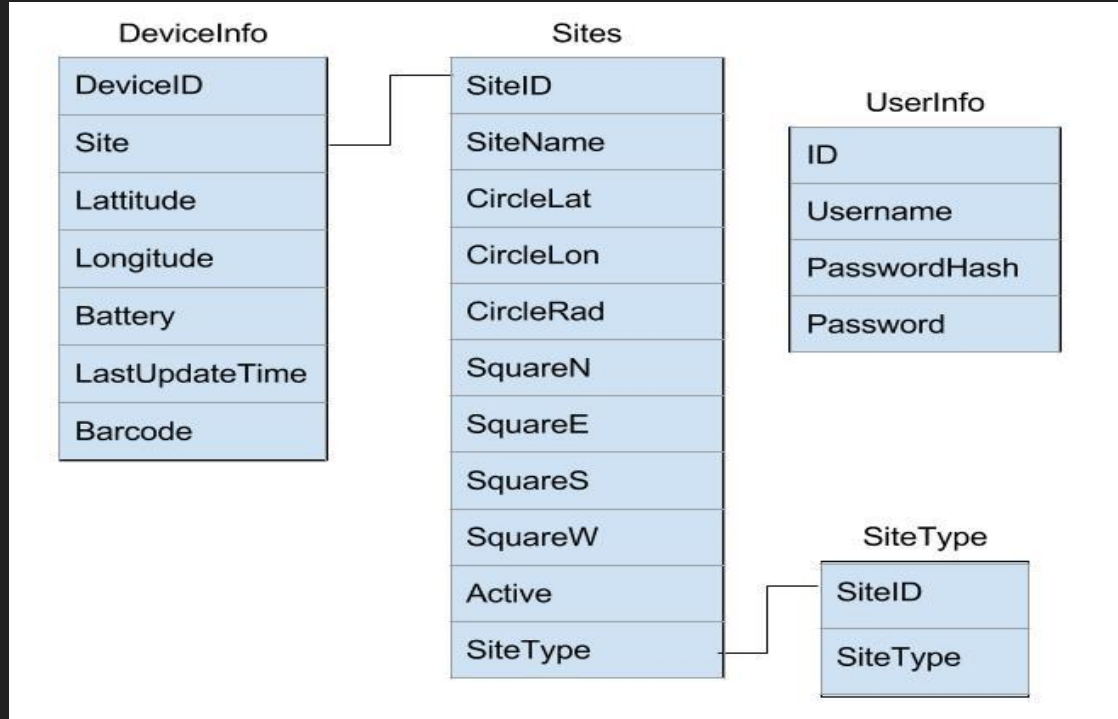 DeviceInfo
DeviceID
Site
Lattitude
Longitude
Battery
LastUpdateTime
Barcode
Sites
SiteID
SiteName
CircleLat
CircleLon
CircleRad
SquareN
SquareE
SquareS
SquareW
Active
SiteType
UserInfo
ID
Username
PasswordHash
Password
SiteType
SiteID
SiteType